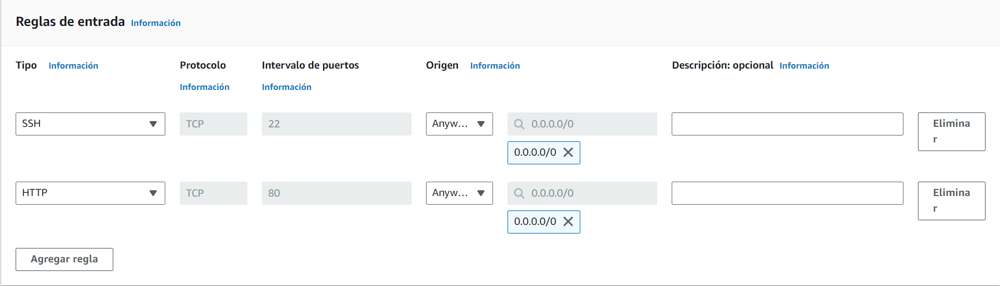 Reglas de entrada Información
Tipo Información Protocolo Intervalo de puertos Origen Información Descripción: opcional Información
Información Información
SSH TCP 22 Anyw... 0.0.0.0/0 Elimina
r
0.0.0.0/0
HTTP TCP 80 Anyw... 0.0.0.0/0 Elimina
r
0.0.0.0/0
Agregar regla